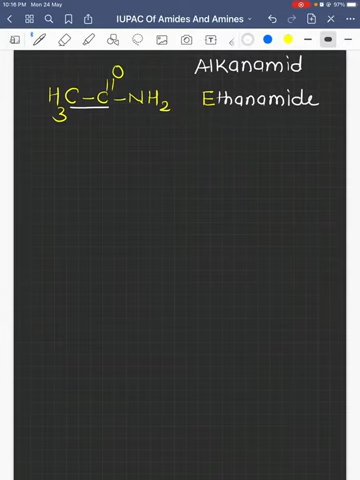 10:16 PM Mon 24 May
97%
IUPAC Of Amides And Amines
O
Alkanamid
H3C-C-NH2
Ethanamide